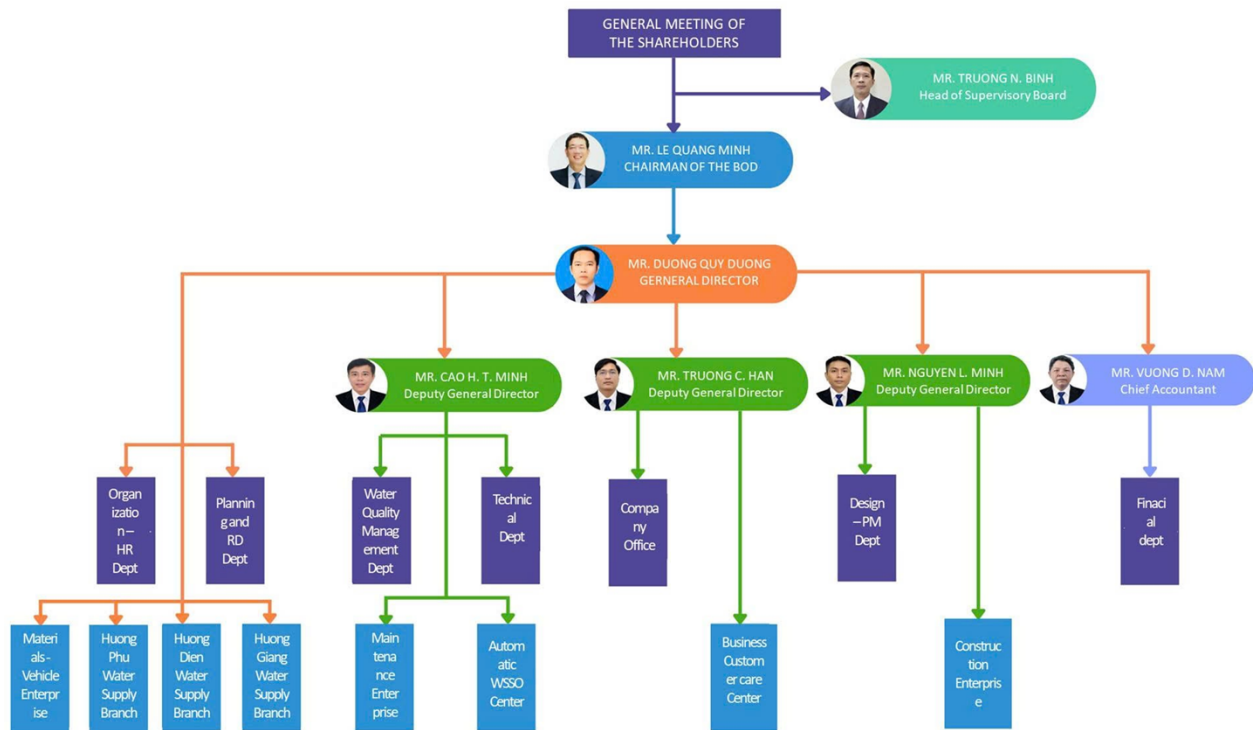 GENERAL MEETING OF
THE SHAREHOLDERS
MR. TRUONG N. BINH
Head of Supervisory Board
MR. LE QUANG MINH
CHAIRMAN OF THE BOD
MR. DUONG QUY DUONG
GERNERAL DIRECTOR
MR. CAO H. T. MINH
Deputy General Director
MR. TRUONG C. HAN
Deputy General Director
MR. NGUYEN L. MINH
Deputy General Director
MR. VUONG D. NAM
Chief Accountant
Organ
izatio
n –
HR
Dept
Plannin
g and
RD
Dept
Water
Quality
Manag
ement
Dept
Technic
al
Dept
Compa
ny
Office
Design
– PM
Dept
Finacial
dept
Materi
als -
Vehicle
Enterpr
ise
Huong
Phu
Water
Supply
Branch
Huong
Dien
Water
Supply
Branch
Huong
Giang
Water
Supply
Branch
Main
tena
nce
Enter
prise
Autom
atic
WSSO
Center
Business
Custom
er care
Center
Construc
tion
Enterpris
e